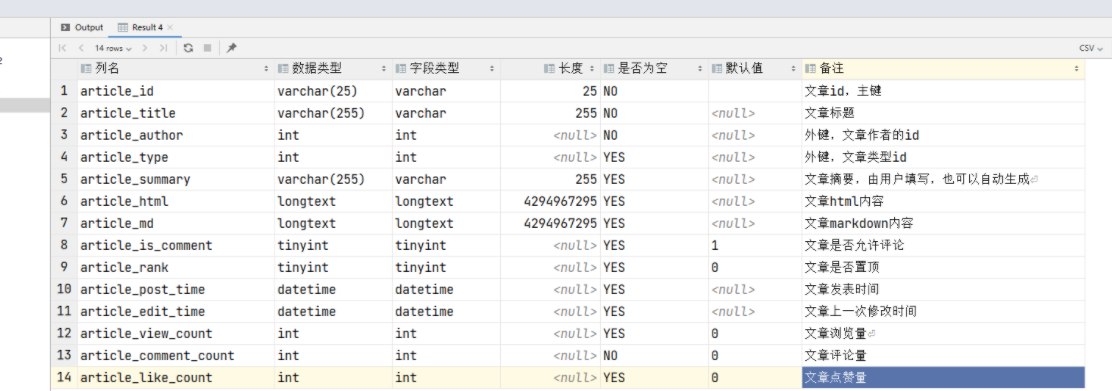 Output Result 4
14 rows CSV
列名 数据类型 字段类型 长度 是否为空 默认值 备注
1 article_id varchar(25) varchar 25 NO 文章id，主键
2 article_title varchar(255) varchar 255 NO <null> 文章标题
3 article_author int int <null> NO <null> 外键，文章作者的id
4 article_type int int <null> YES <null> 外键，文章类型id
5 article_summary varchar(255) varchar 255 YES <null> 文章摘要，由用户填写，也可以自动生成
6 article_html longtext longtext 4294967295 YES <null> 文章html内容
7 article_md longtext longtext 4294967295 YES <null> 文章markdown内容
8 article_is_comment tinyint tinyint <null> YES 1 文章是否允许评论
9 article_rank tinyint tinyint <null> YES 0 文章是否置顶
10 article_post_time datetime datetime <null> YES <null> 文章发表时间
11 article_edit_time datetime datetime <null> YES <null> 文章上一次修改时间
12 article_view_count int int <null> YES 0 文章浏览量
13 article_comment_count int int <null> NO 0 文章评论量
14 article_like_count int int <null> YES 0 文章点赞量